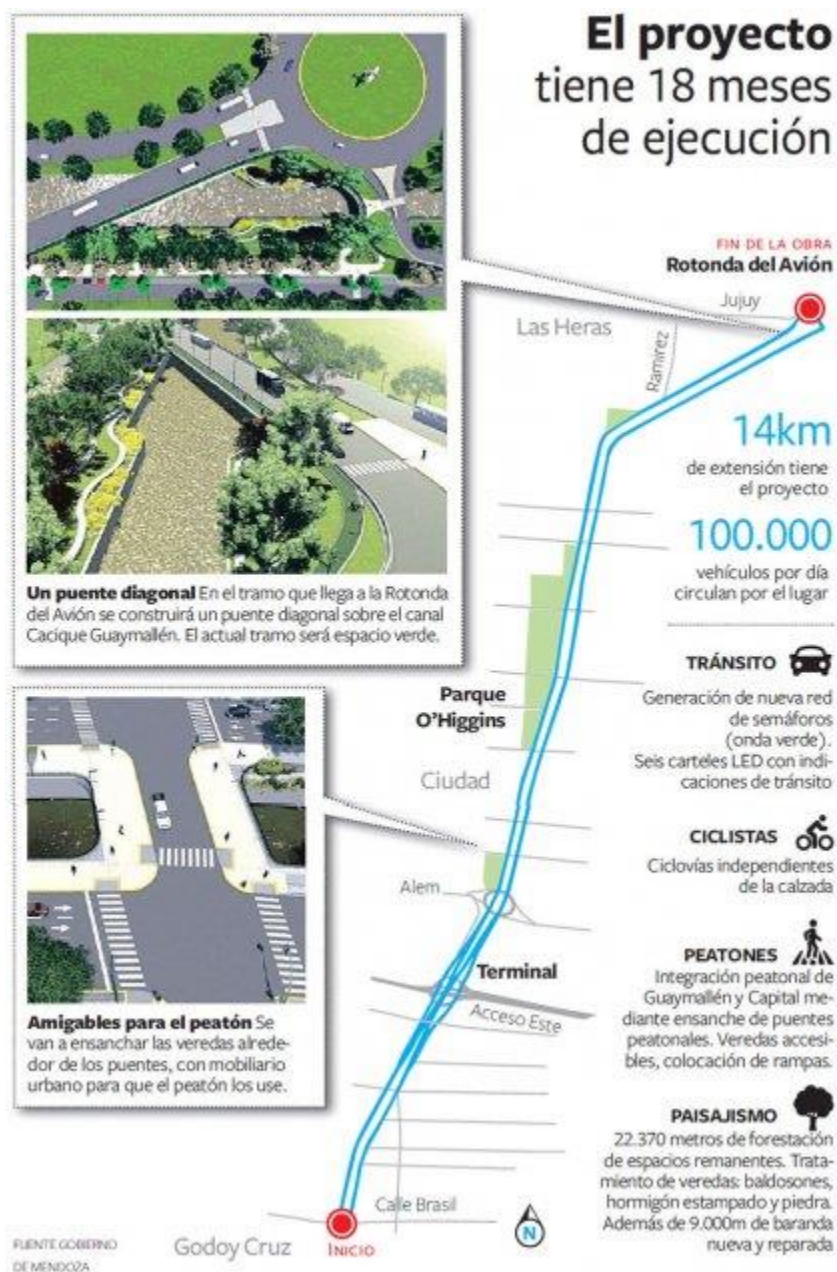 El proyecto
tiene 18 meses
de ejecución
Un puente diagonal En el tramo que llega a la Rotonda
del Avión se construirá un puente diagonal sobre el canal
Cacique Guaymallén. El actual tramo será espacio verde.
Amigables para el peatón Se
van a ensanchar las veredas alrede-
dor de los puentes, con mobiliario
urbano para que el peatón los use.
FIN DE LA OBRA
Rotonda del Avión
Jujuy
Las Heras
Ramirez
Parque
O'Higgins
Ciudad
Alem
Terminal
Acceso Este
Calle Brasil
Godoy Cruz
INICIO
N
14km
de extensión tiene
el proyecto
100.000
vehículos por día
circulan por el lugar
TRÁNSITO
Generación de nueva red
de semáforos
(onda verde).
Seis carteles LED con indi-
caciones de tránsito
CICLISTAS
Ciclovías independientes
de la calzada
PEATONES
Integración peatonal de
Guaymallén y Capital me-
diante ensanche de puentes
peatonales. Veredas accesi-
bles, colocación de rampas.
PAISAJISMO
22.370 metros de forestación
de espacios remanentes. Trata-
miento de veredas: baldosones,
hormigón estampado y piedra.
Además de 9.000m de baranda
nueva y reparada
FUENTE GOBIERNO
DE MENDOZA